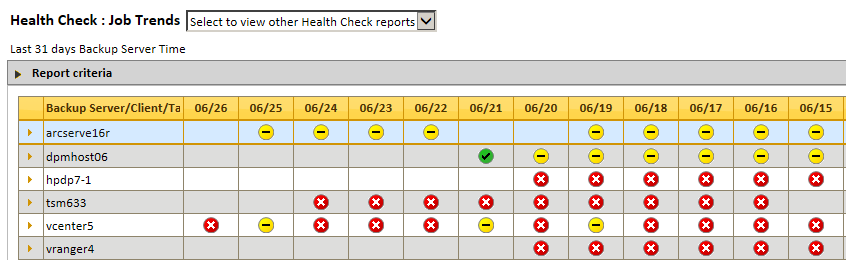 Health Check : Job Trends Select to view other Health Check reports
Last 31 days Backup Server Time
Report criteria
Backup Server/Client/Ta 06/26 06/25 06/24 06/23 06/22 06/21 06/20 06/19 06/18 06/17 06/16 06/15
arcserve16r
dpmhost06
hpdp7-1
tsm633
vcenter5
vranger4